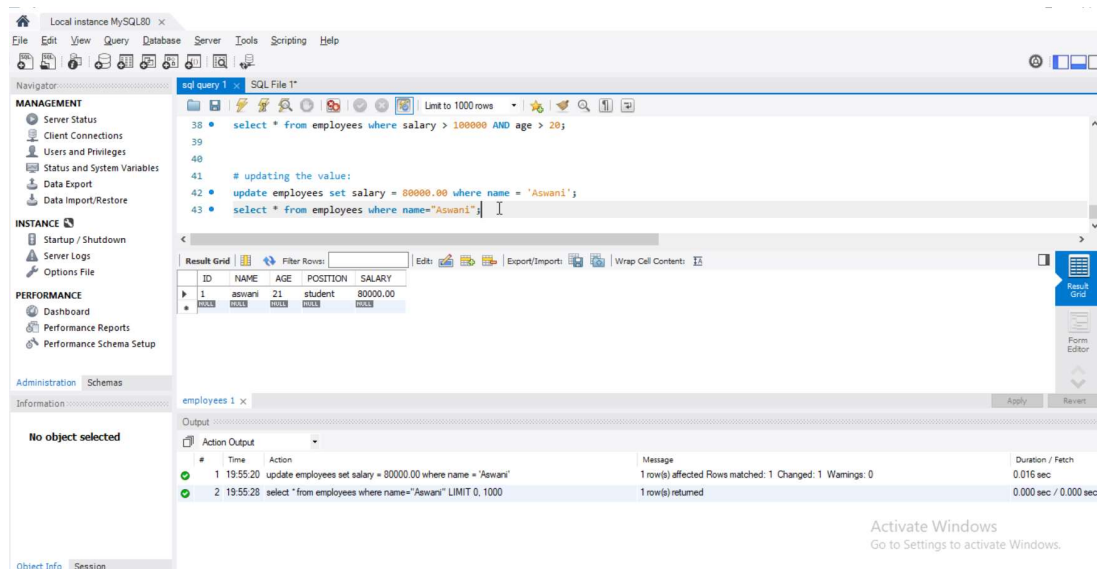 Local instance MySQL80 ×
File Edit View Query Database Server Tools Scripting Help
Navigator
MANAGEMENT
Server Status
Client Connections
Users and Privileges
Status and System Variables
Data Export
Data Import/Restore
INSTANCE
Startup / Shutdown
Server Logs
Options File
PERFORMANCE
Dashboard
Performance Reports
Performance Schema Setup
Administration Schemas
Information
No object selected
Object Info Session
sql query 1 × SQL File 1*
Limit to 1000 rows
38 select * from employees where salary > 100000 AND age > 20;
39
40
41 # updating the value:
42 update employees set salary = 80000.00 where name = 'Aswani';
43 select * from employees where name="Aswani";
Result Grid Filter Rows: Edit: Export/Import: Wrap Cell Content:
ID NAME AGE POSITION SALARY
1 aswani 21 student 80000.00
NULL NULL NULL NULL NULL
Result Grid
Form Editor
employees 1 × Apply Revert
Output
Action Output
# Time Action Message Duration / Fetch
1 19:55:20 update employees set salary = 80000.00 where name = 'Aswani' 1 row(s) affected Rows matched: 1 Changed: 1 Warnings: 0 0.016 sec
2 19:55:28 select * from employees where name="Aswani" LIMIT 0, 1000 1 row(s) returned 0.000 sec / 0.000 sec
Activate Windows
Go to Settings to activate Windows.